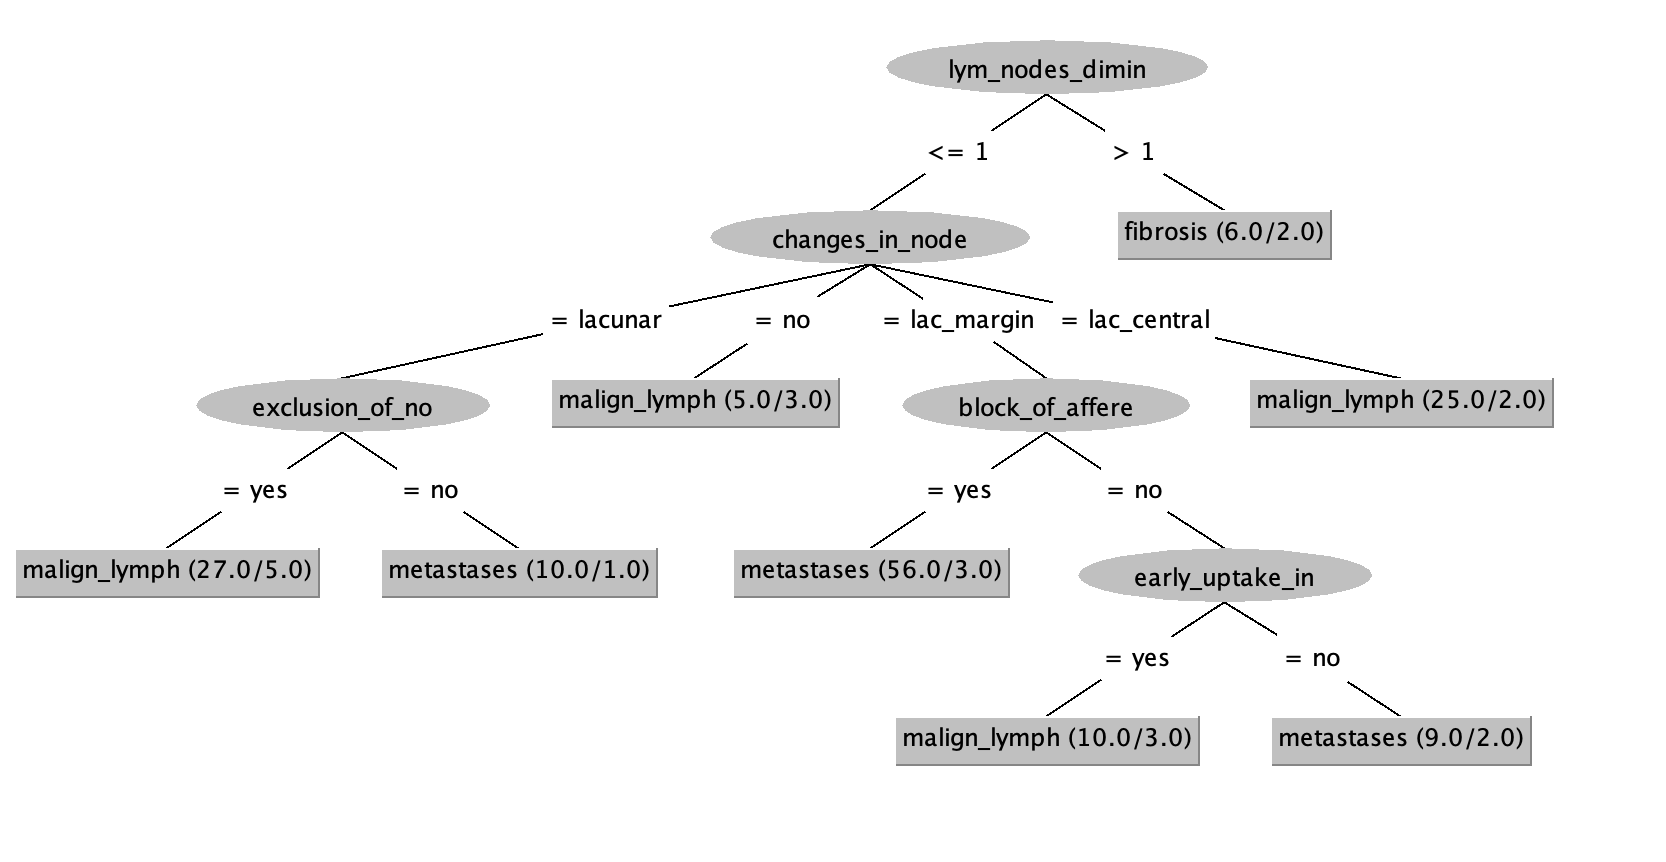 lym_nodes_dimin
<= 1
> 1
changes_in_node
fibrosis (6.0/2.0)
= lacunar
= no
= lac_margin
= lac_central
exclusion_of_no
malign_lymph (5.0/3.0)
block_of_affere
malign_lymph (25.0/2.0)
= yes
= no
= yes
= no
malign_lymph (27.0/5.0)
metastases (10.0/1.0)
metastases (56.0/3.0)
early_uptake_in
= yes
= no
malign_lymph (10.0/3.0)
metastases (9.0/2.0)